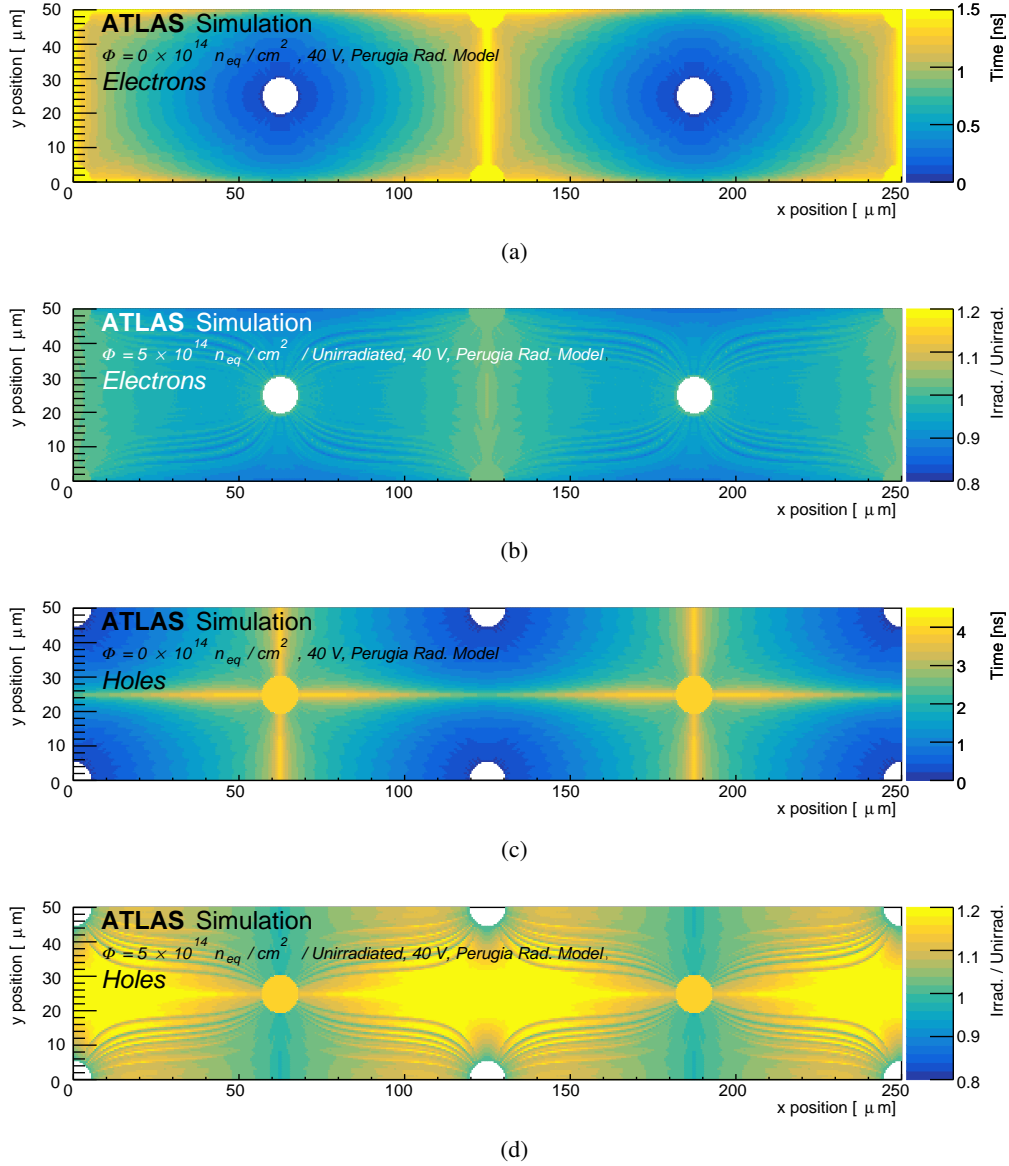 ATLAS Simulation
Φ = 0 × 10^14 n_eq / cm^2 , 40 V, Perugia Rad. Model
Electrons
y position [ μm]
50
40
30
20
10
0
0 50 100 150 200 250
x position [ μm]
1.5
1
0.5
0
Time [ns]
(a)
ATLAS Simulation
Φ = 5 × 10^14 n_eq / cm^2 / Unirradiated, 40 V, Perugia Rad. Model
Electrons
y position [ μm]
50
40
30
20
10
0
0 50 100 150 200 250
x position [ μm]
1.2
1.1
1
0.9
0.8
Irrad. / Unirrad.
(b)
ATLAS Simulation
Φ = 0 × 10^14 n_eq / cm^2 , 40 V, Perugia Rad. Model
Holes
y position [ μm]
50
40
30
20
10
0
0 50 100 150 200 250
x position [ μm]
4
3
2
1
0
Time [ns]
(c)
ATLAS Simulation
Φ = 5 × 10^14 n_eq / cm^2 / Unirradiated, 40 V, Perugia Rad. Model
Holes
y position [ μm]
50
40
30
20
10
0
0 50 100 150 200 250
x position [ μm]
1.2
1.1
1
0.9
0.8
Irrad. / Unirrad.
(d)